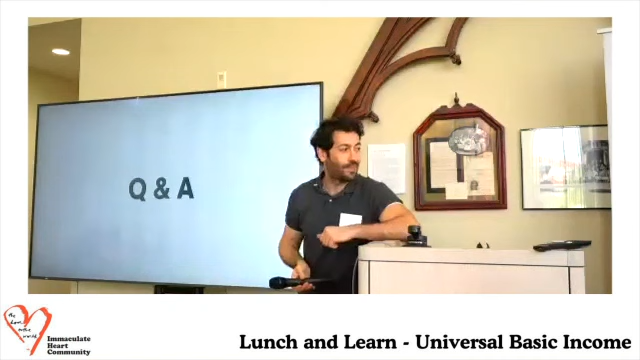 Q & A
Immaculate
Heart
Community
Lunch and Learn - Universal Basic Income